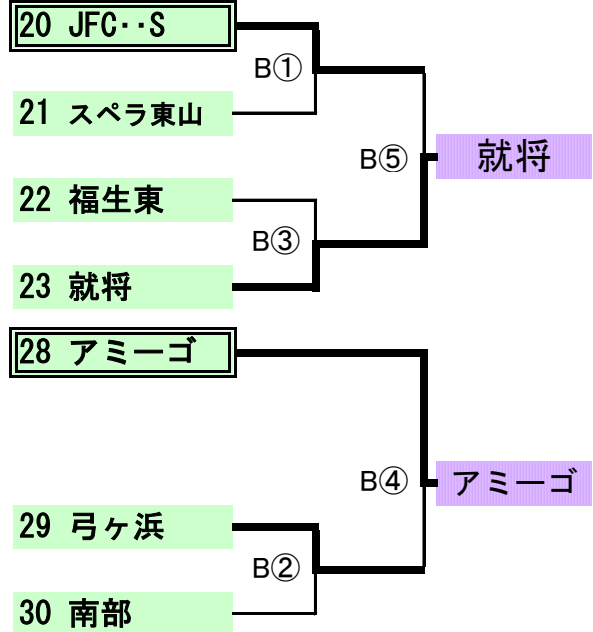 20 JFC・・S
B①
21 スペラ東山
B⑤
就将
22 福生東
B③
23 就将
28 アミーゴ
B④
アミーゴ
29 弓ヶ浜
B②
30 南部